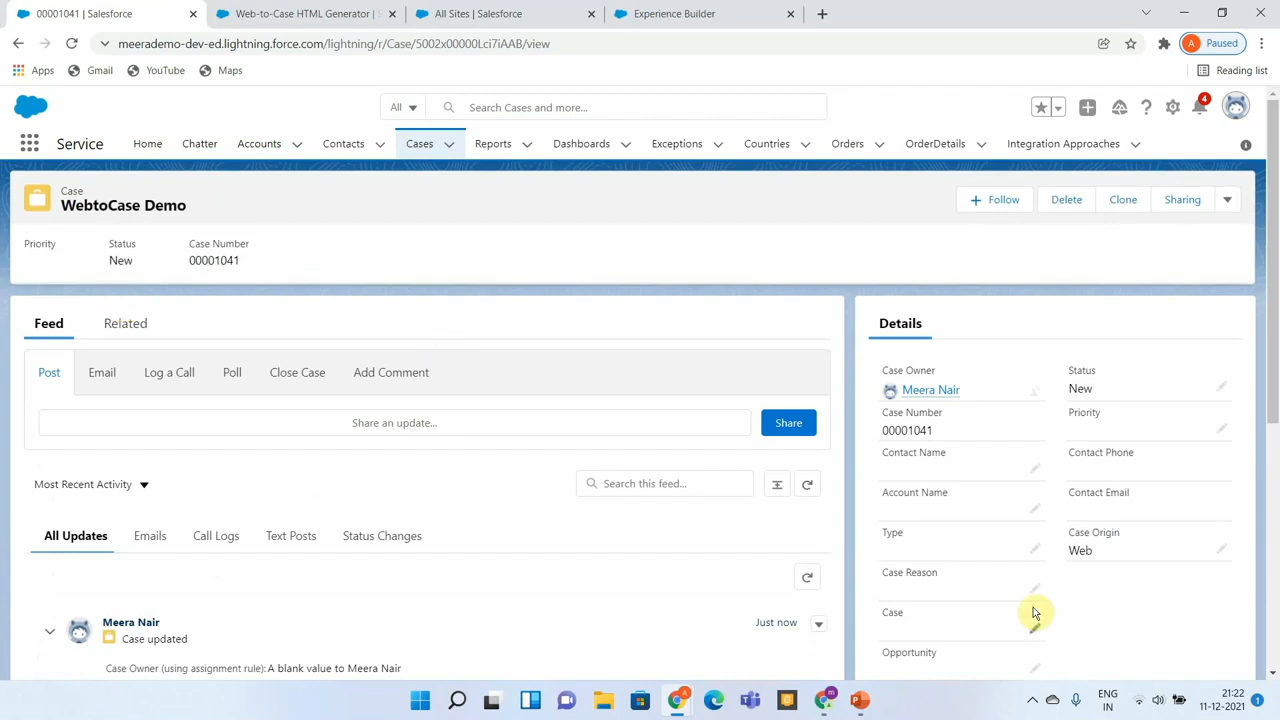 00001041 | Salesforce
Web-to-Case HTML Generator | S
All Sites | Salesforce
Experience Builder
meerademo-dev-ed.lightning.force.com/lightning/r/Case/5002x00000Lci7iAAB/view
A Paused
Apps Gmail YouTube Maps Reading list
All Search Cases and more...
4
Service Home Chatter Accounts Contacts Cases Reports Dashboards Exceptions Countries Orders OrderDetails Integration Approaches
Case
WebtoCase Demo
Follow Delete Clone Sharing
Priority Status Case Number
New 00001041
Feed Related
Post Email Log a Call Poll Close Case Add Comment
Share an update... Share
Most Recent Activity Search this feed...
All Updates Emails Call Logs Text Posts Status Changes
Meera Nair Just now
Case updated
Case Owner (using assignment rule): A blank value to Meera Nair
Details
Case Owner Status
Meera Nair New
Case Number Priority
00001041
Contact Name Contact Phone
Account Name Contact Email
Type Case Origin
Web
Case Reason
Case
Opportunity
A m
ENG 21:22
IN 11-12-2021 1